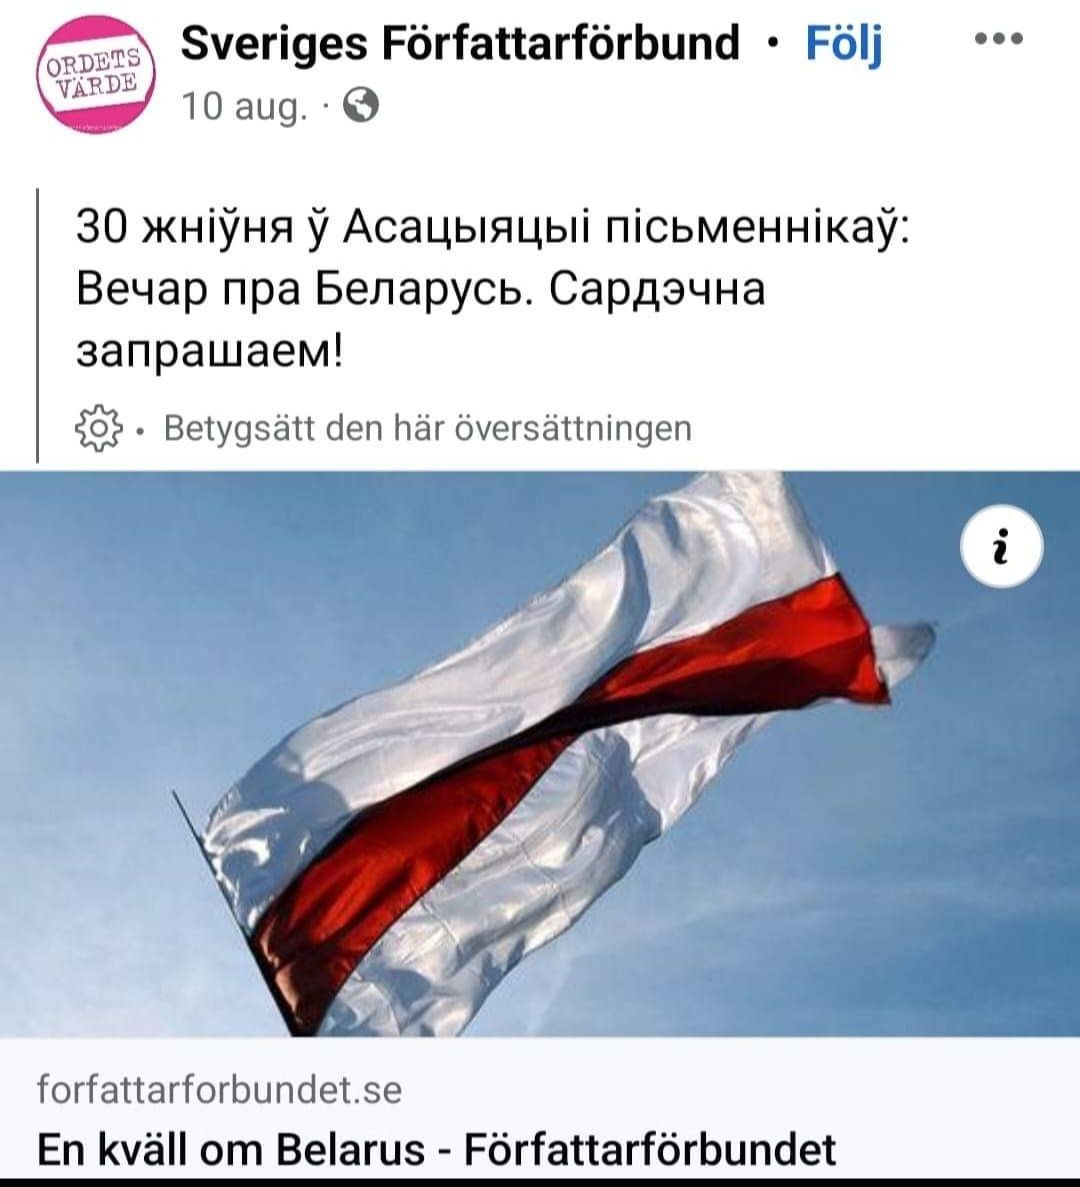 ORDETS
VÄRDE
Sveriges Författarförbund · Följ
10 aug. ·
30 жніўня ў Асацыяцыі пісьменнікаў:
Вечар пра Беларусь. Сардэчна
запрашаем!
· Betygsätt den här översättningen
i
forfattarforbundet.se
En kväll om Belarus - Författarförbundet